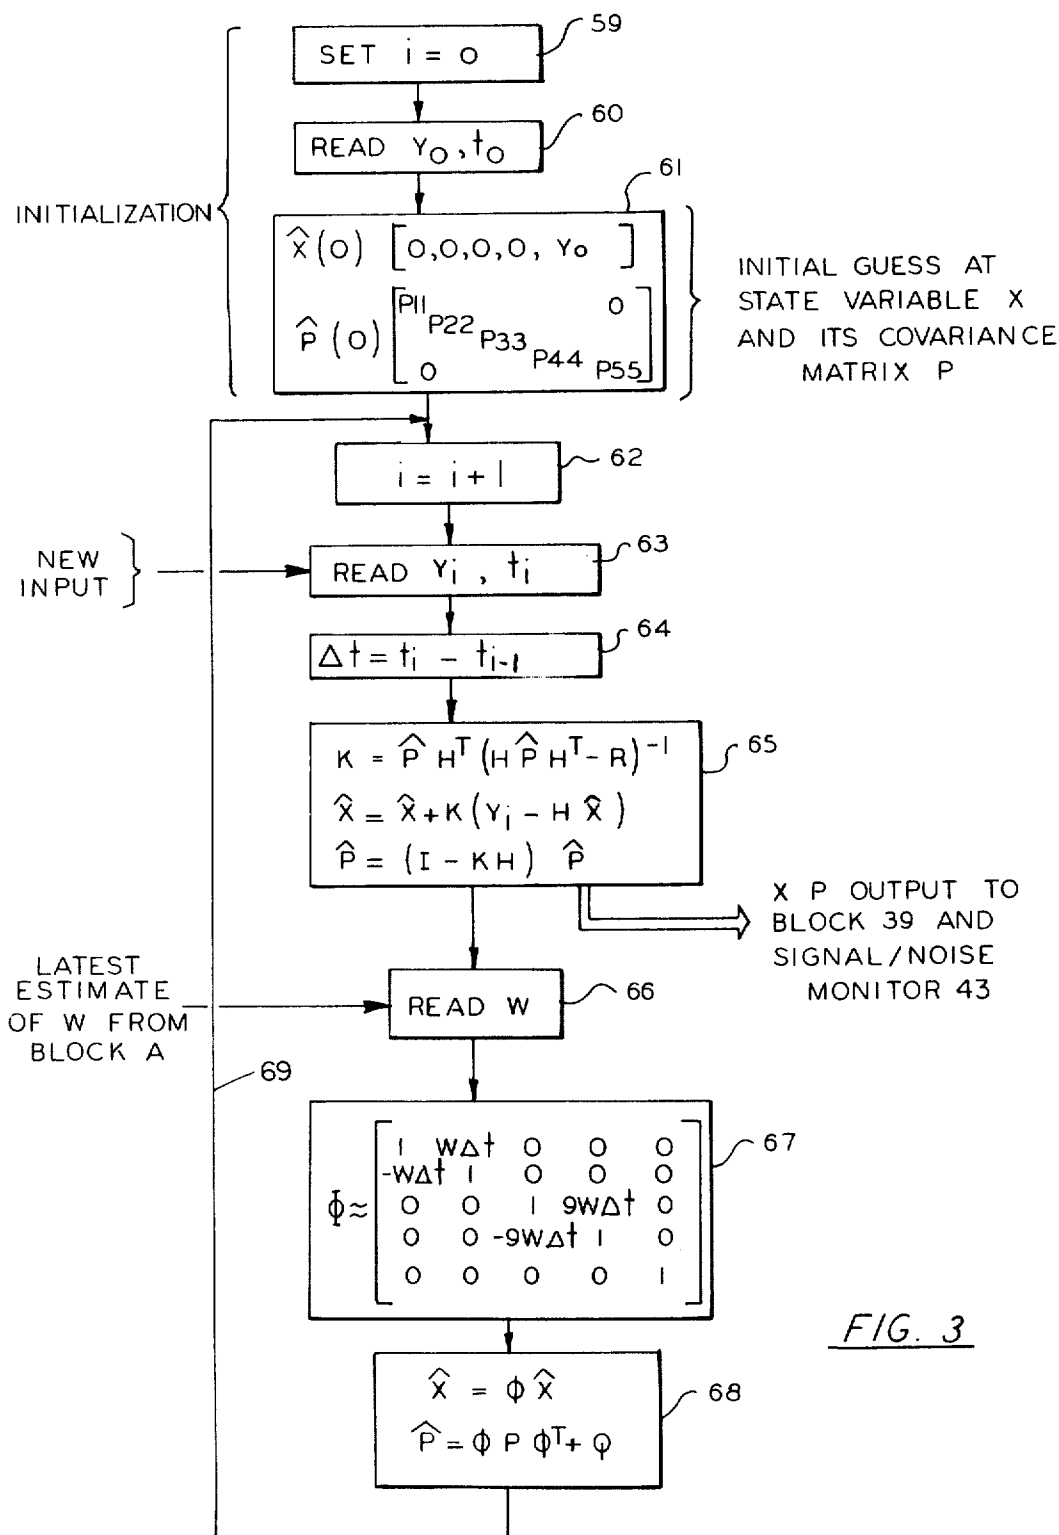 59
SET i = 0
60
READ Y0, t0
61
INITIALIZATION
X̂(0) [0,0,0,0, Yo ]
P̂(0) [P11 0
P22
P33
P44
0 P55]
INITIAL GUESS AT
STATE VARIABLE X
AND ITS COVARIANCE
MATRIX P
62
i = i + 1
63
NEW
INPUT
READ Yi , ti
64
Δt = ti - ti-1
65
K = P̂ H^T (H P̂ H^T - R)^-1
X̂ = X̂ + K (Yi - H X̂)
P̂ = (I - KH) P̂
X P OUTPUT TO
BLOCK 39 AND
SIGNAL/NOISE
MONITOR 43
LATEST
ESTIMATE
OF W FROM
BLOCK A
66
READ W
69
67
1 WΔt 0 0 0
-WΔt 1 0 0 0
Φ≈ 0 0 1 9WΔt 0
0 0 -9WΔt 1 0
0 0 0 0 1
FIG. 3
68
X̂ = Φ X̂
P̂ = Φ P Φ^T + Q